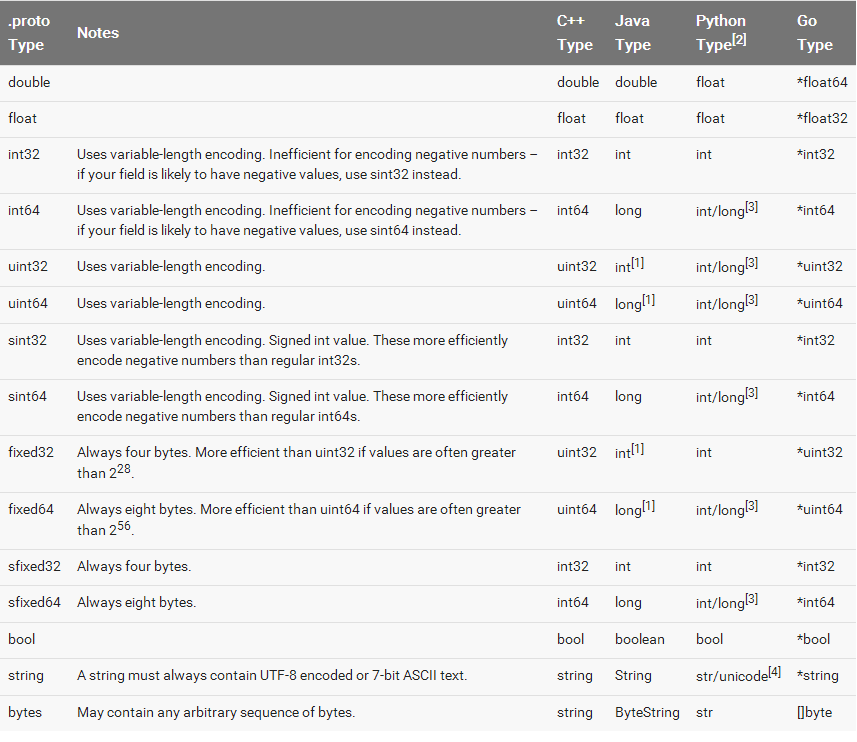 .proto Type Notes C++ Type Java Type Python Type[2] Go Type
double double double float *float64
float float float float *float32
int32 Uses variable-length encoding. Inefficient for encoding negative numbers – int32 int int *int32
if your field is likely to have negative values, use sint32 instead.
int64 Uses variable-length encoding. Inefficient for encoding negative numbers – int64 long int/long[3] *int64
if your field is likely to have negative values, use sint64 instead.
uint32 Uses variable-length encoding. uint32 int[1] int/long[3] *uint32
uint64 Uses variable-length encoding. uint64 long[1] int/long[3] *uint64
sint32 Uses variable-length encoding. Signed int value. These more efficiently int32 int int *int32
encode negative numbers than regular int32s.
sint64 Uses variable-length encoding. Signed int value. These more efficiently int64 long int/long[3] *int64
encode negative numbers than regular int64s.
fixed32 Always four bytes. More efficient than uint32 if values are often greater uint32 int[1] int *uint32
than 2^28.
fixed64 Always eight bytes. More efficient than uint64 if values are often greater uint64 long[1] int/long[3] *uint64
than 2^56.
sfixed32 Always four bytes. int32 int int *int32
sfixed64 Always eight bytes. int64 long int/long[3] *int64
bool bool boolean bool *bool
string A string must always contain UTF-8 encoded or 7-bit ASCII text. string String str/unicode[4] *string
bytes May contain any arbitrary sequence of bytes. string ByteString str []byte